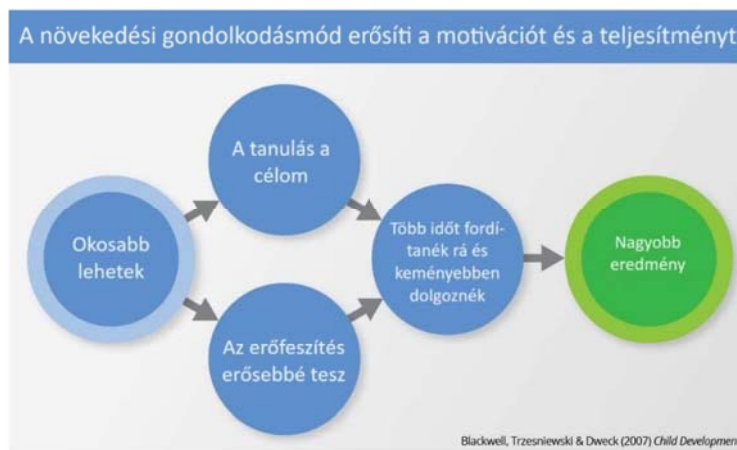 A növekedési gondolkodásmód erősíti a motivációt és a teljesítményt
A tanulás a
célom
Okosabb
lehetek
Több időt fordí-
tanék rá és
keményebben
dolgoznék
Nagyobb
eredmény
Az erőfeszítés
erősebbé tesz
Blackwell, Trzesniewski & Dweck (2007) Child Development